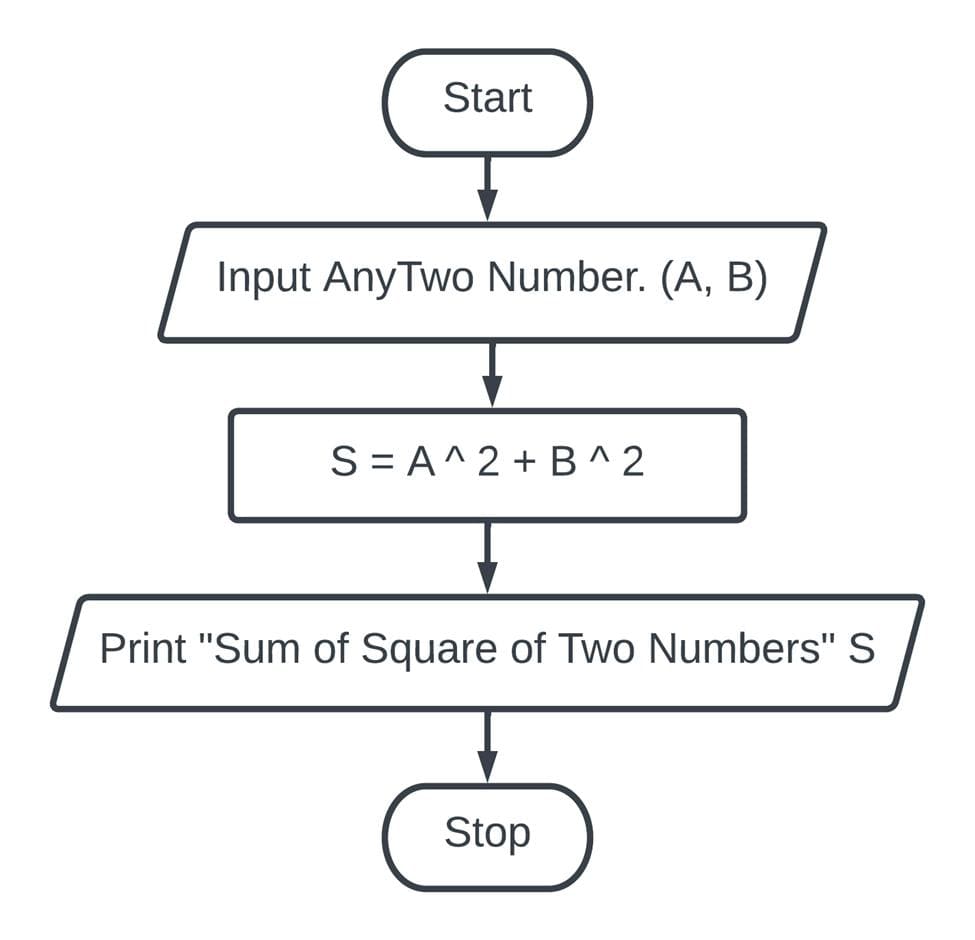 Start
Input AnyTwo Number. (A, B)
S = A ^ 2 + B ^ 2
Print "Sum of Square of Two Numbers" S
Stop